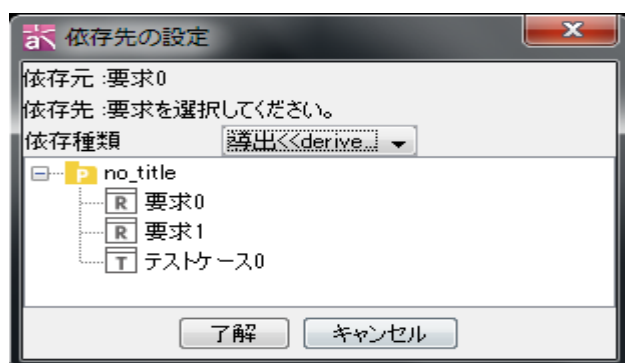 依存先の設定
依存元 :要求0
依存先 :要求を選択してください。
依存種類 導出<<derive...
no_title
R 要求0
R 要求1
T テストケース0
了解 キャンセル